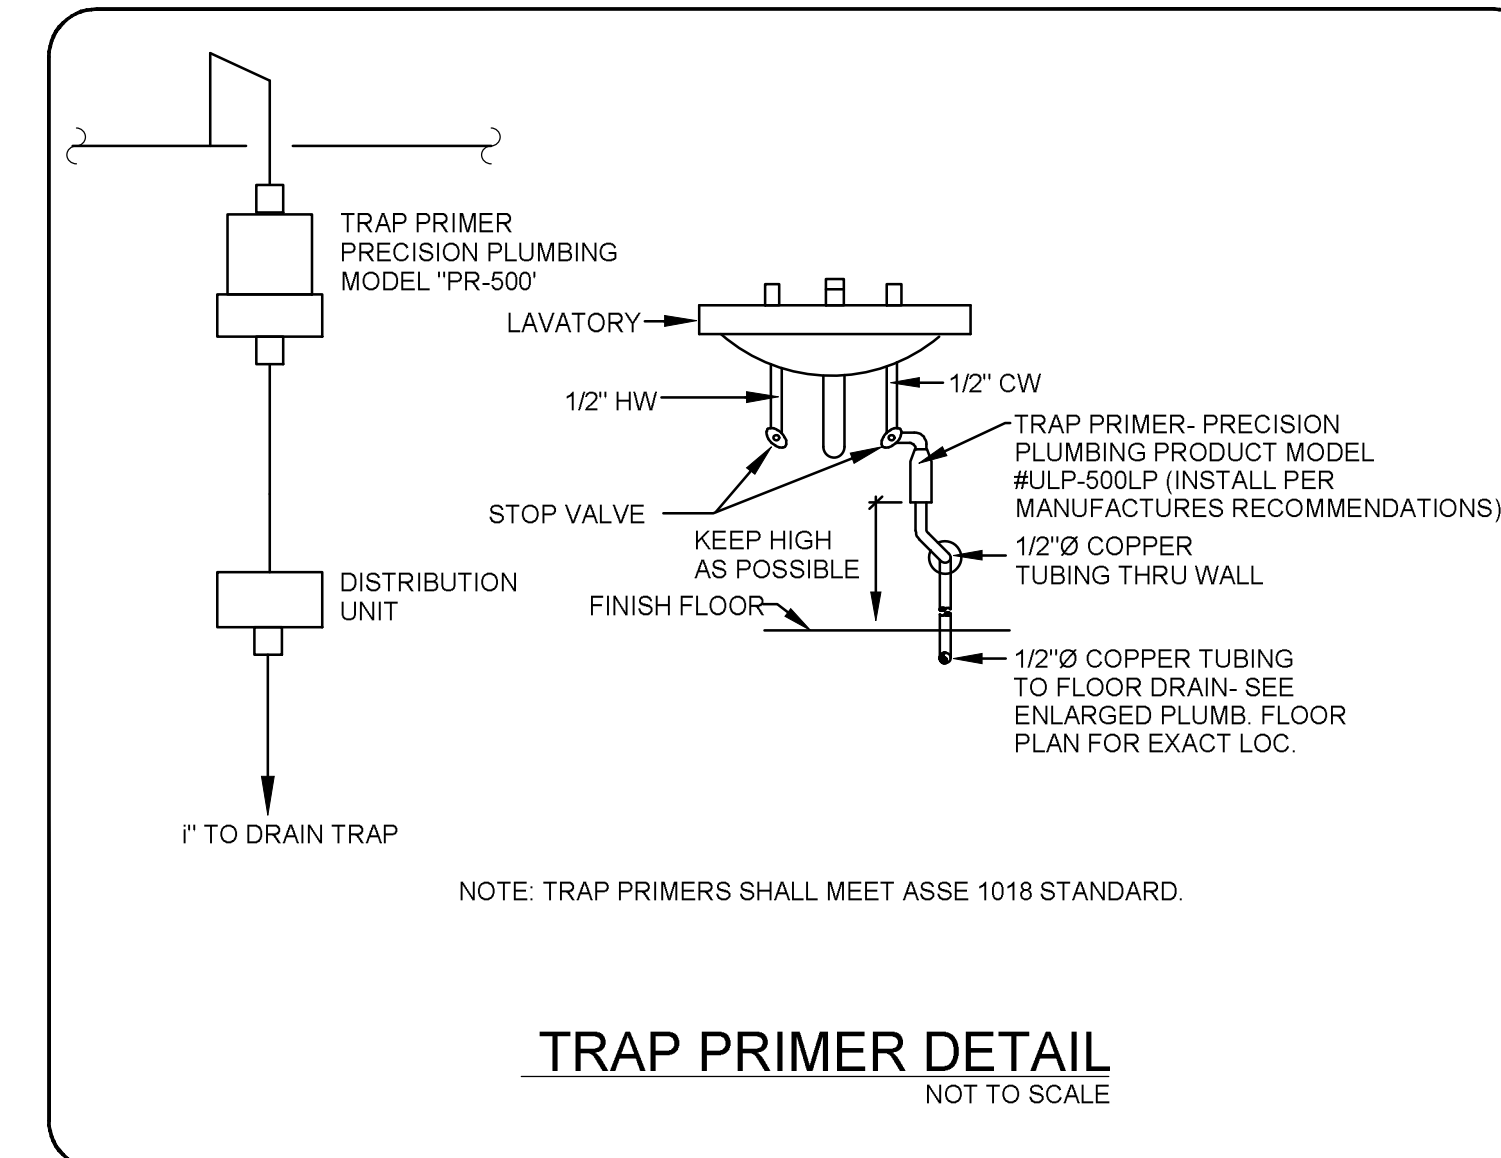 TRAP PRIMER
PRECISION PLUMBING
MODEL "PR-500'
LAVATORY
1/2" HW
1/2" CW
TRAP PRIMER- PRECISION
PLUMBING PRODUCT MODEL
#ULP-500LP (INSTALL PER
MANUFACTURES RECOMMENDATIONS)
STOP VALVE
KEEP HIGH
AS POSSIBLE
1/2"Ø COPPER
TUBING THRU WALL
DISTRIBUTION
UNIT
FINISH FLOOR
1/2"Ø COPPER TUBING
TO FLOOR DRAIN- SEE
ENLARGED PLUMB. FLOOR
PLAN FOR EXACT LOC.
i" TO DRAIN TRAP
NOTE: TRAP PRIMERS SHALL MEET ASSE 1018 STANDARD.
TRAP PRIMER DETAIL
NOT TO SCALE